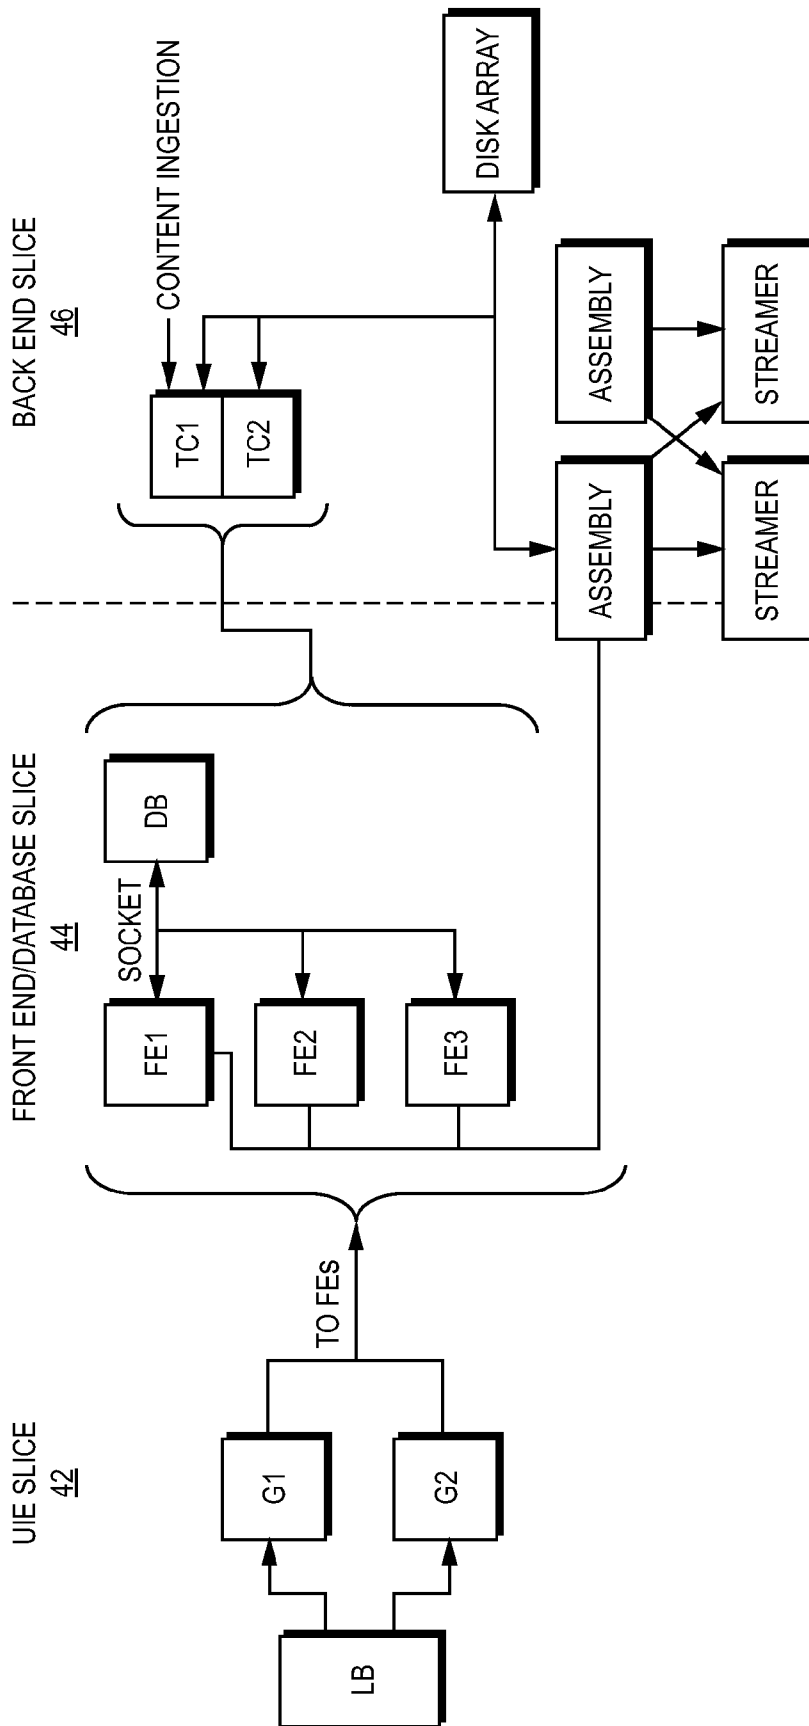 UIE SLICE
42
FRONT END/DATABASE SLICE
44
BACK END SLICE
46
LB
G1
G2
TO FEs
FE1
FE2
FE3
SOCKET
DB
TC1
TC2
CONTENT INGESTION
DISK ARRAY
ASSEMBLY
ASSEMBLY
STREAMER
STREAMER